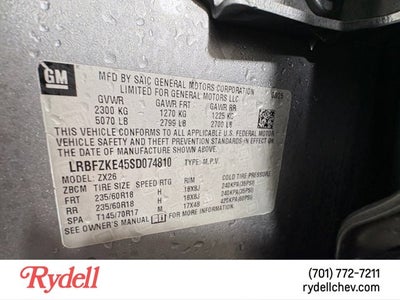 GM
MFD BY SAIC GENERAL MOTORS CORPORATION
LIMITED FOR GENERAL MOTORS LLC
GVWR GAWR FRT GAWR RR
2300 KG 1270 KG 1225 KG
5070 LB 2799 LB 2700 LB
THIS VEHICLE CONFORMS TO ALL APPLICABLE U.S.
FEDERAL MOTOR VEHICLE SAFETY AND THEFT
PREVENTION STANDARDS IN EFFECT ON THE
DATE OF MANUFACTURE SHOWN ABOVE.
LRBFZKE45SD074810 TYPE: M.P.V.
MODEL: ZX26
ZBCM TIRE SIZE SPEED RTG RIM COLD TIRE PRESSURE
FRT 235/60R18 H 18X8J 240KPA(35PSI)
RR 235/60R18 H 18X8J 240KPA(35PSI)
SPA T145/70R17 M 17X4B 420KPA(60PSI)
SEE OWNER'S MANUAL FOR
Rydell
(701) 772-7211
rydellchev.com